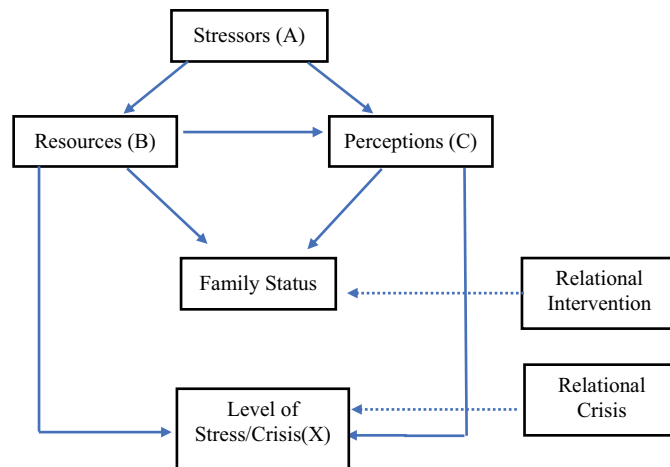 Stressors (A)
Resources (B)
Perceptions (C)
Family Status
Relational
Intervention
Level of
Stress/Crisis(X)
Relational
Crisis